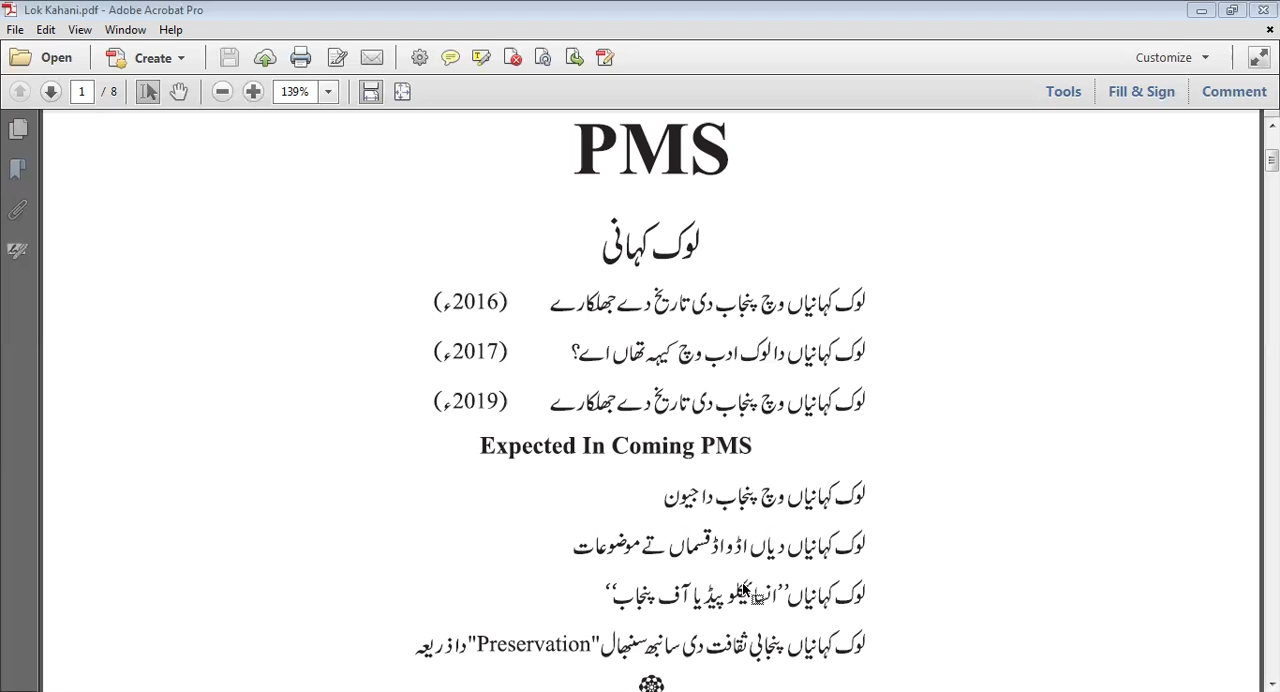 Lok Kahani.pdf - Adobe Acrobat Pro
File Edit View Window Help
Open Create Customize
1 / 8 139% Tools Fill & Sign Comment
PMS
لوک کہانی
لوک کہانیاں وچ پنجاب دی تاریخ دے جھلکارے (2016ء)
لوک کہانیاں دا لوک ادب وچ کیہہ تھاں اے؟ (2017ء)
لوک کہانیاں وچ پنجاب دی تاریخ دے جھلکارے (2019ء)
Expected In Coming PMS
لوک کہانیاں وچ پنجاب دا جیون
لوک کہانیاں دیاں اڈو اڈ قسماں تے موضوعات
لوک کہانیاں ’’انسائیکلو پیڈیا آف پنجاب‘‘
لوک کہانیاں پنجابی ثقافت دی سانبھ سنبھال "Preservation" دا ذریعہ